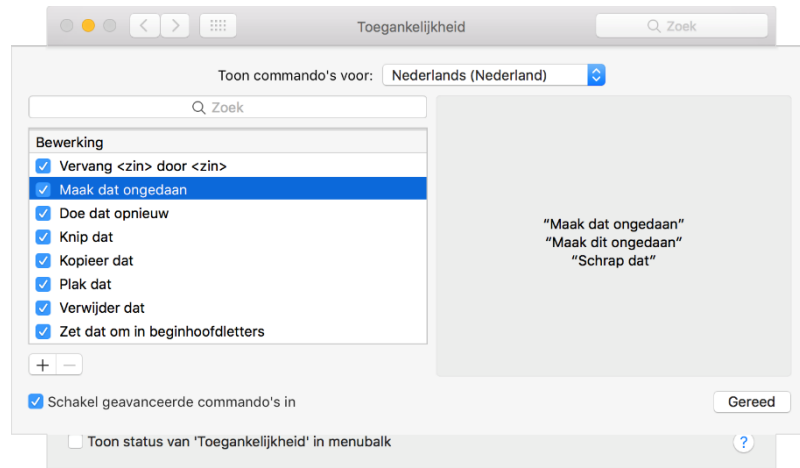 Toegankelijkheid
Zoek
Toon commando's voor: Nederlands (Nederland)
Zoek
Bewerking
Vervang <zin> door <zin>
Maak dat ongedaan
Doe dat opnieuw
Knip dat
Kopieer dat
Plak dat
Verwijder dat
Zet dat om in beginhoofdletters
“Maak dat ongedaan”
“Maak dit ongedaan”
“Schrap dat”
Schakel geavanceerde commando's in
Gereed
Toon status van 'Toegankelijkheid' in menubalk
?